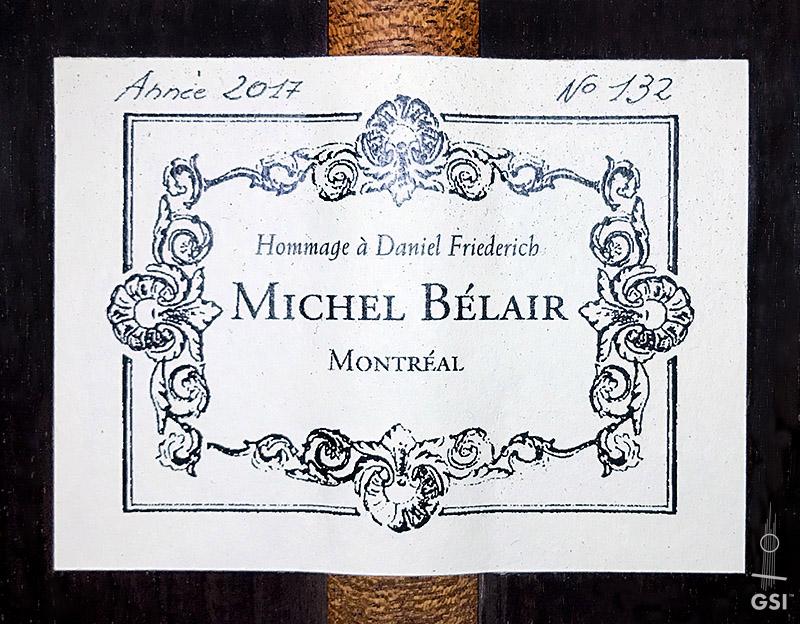 Année 2017 No 132
Hommage à Daniel Friederich
MICHEL BÉLAIR
MONTRÉAL
GSI